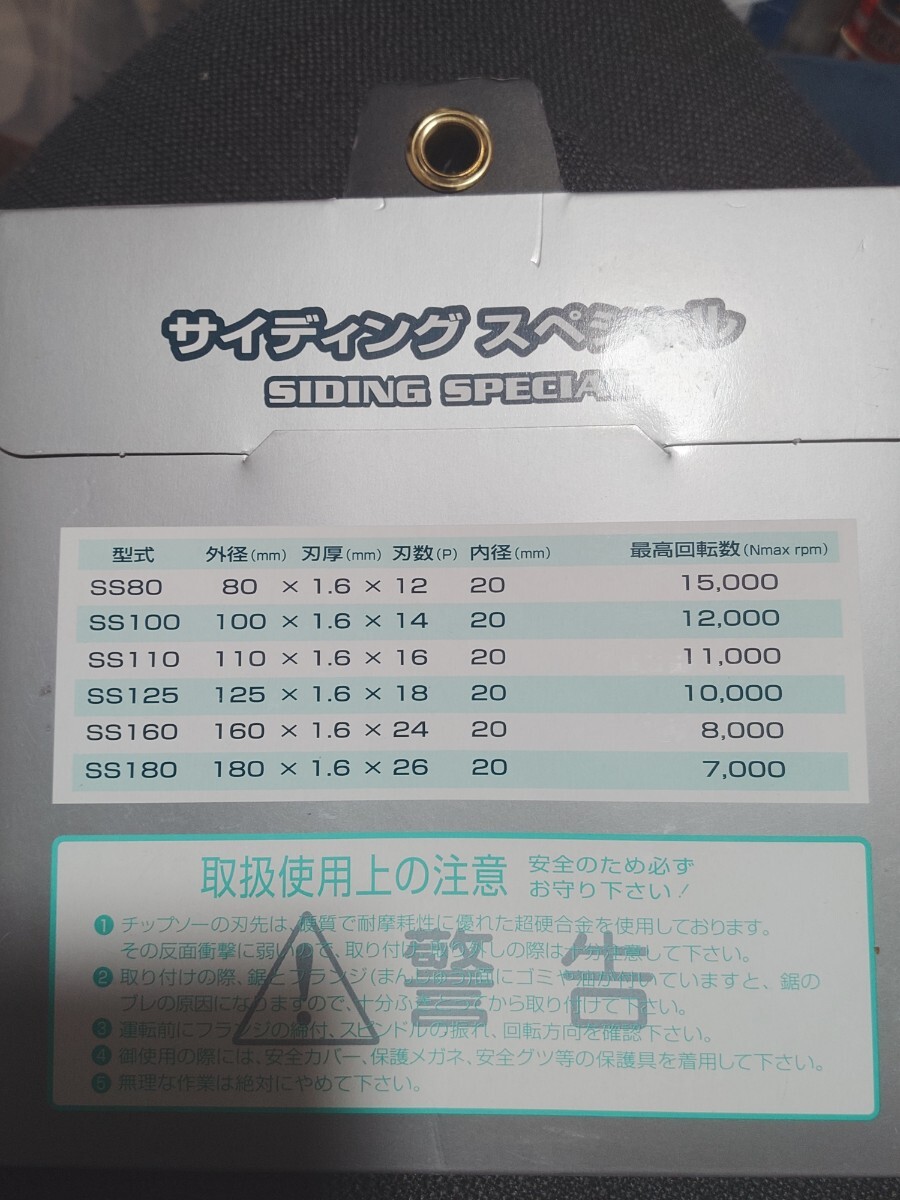 サイディング スペシャル
SIDING SPECIA
型式 外径(mm) 刃厚(mm) 刃数(P) 内径(mm) 最高回転数(Nmax rpm)
SS80 80 × 1.6 × 12 20 15,000
SS100 100 × 1.6 × 14 20 12,000
SS110 110 × 1.6 × 16 20 11,000
SS125 125 × 1.6 × 18 20 10,000
SS160 160 × 1.6 × 24 20 8,000
SS180 180 × 1.6 × 26 20 7,000
取扱使用上の注意 安全のため必ず
お守り下さい!
警告
❶ チップソーの刃先は、硬質で耐摩耗性に優れた超硬合金を使用しております。
その反面衝撃に弱いので、取り付け、取り外しの際は十分注意して下さい。
❷ 取り付けの際、鋸とフランジ(まんじゅう)面にゴミや油が付いていますと、鋸の
ブレの原因になりますので、十分ふきとってから取り付けて下さい。
❸ 運転前にフランジの締付、スピンドルの振れ、回転方向を確認下さい。
❹ 御使用の際には、安全カバー、保護メガネ、安全グツ等の保護具を着用して下さい。
❺ 無理な作業は絶対にやめて下さい。